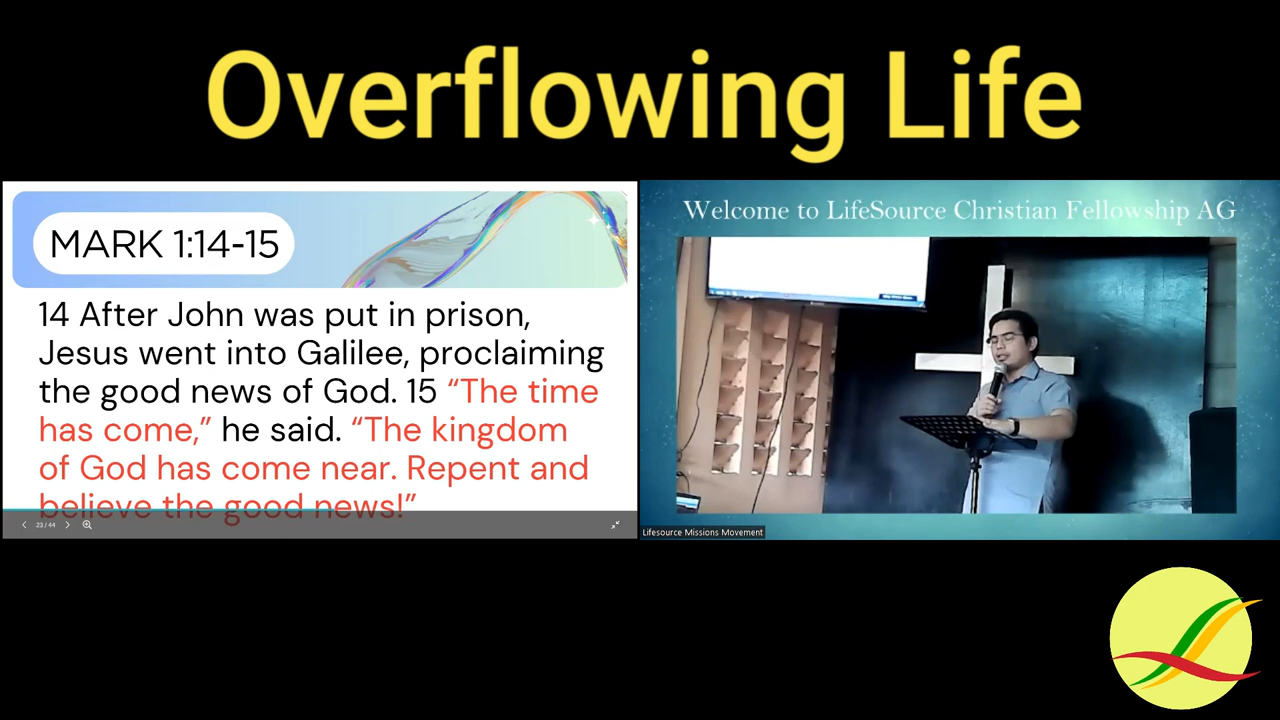 Overflowing Life
MARK 1:14-15
14 After John was put in prison,
Jesus went into Galilee, proclaiming
the good news of God. 15 “The time
has come,” he said. “The kingdom
of God has come near. Repent and
believe the good news!”
23 / 44
Welcome to LifeSource Christian Fellowship AG
Lifesource Missions Movement